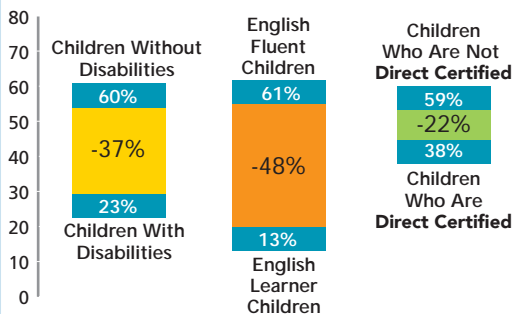 80
70
60
50
40
30
20
10
0
Children Without
Disabilities
60%
-37%
23%
Children With
Disabilities
English
Fluent
Children
61%
-48%
13%
English
Learner
Children
Children
Who Are Not
Direct Certified
59%
-22%
38%
Children
Who Are
Direct Certified